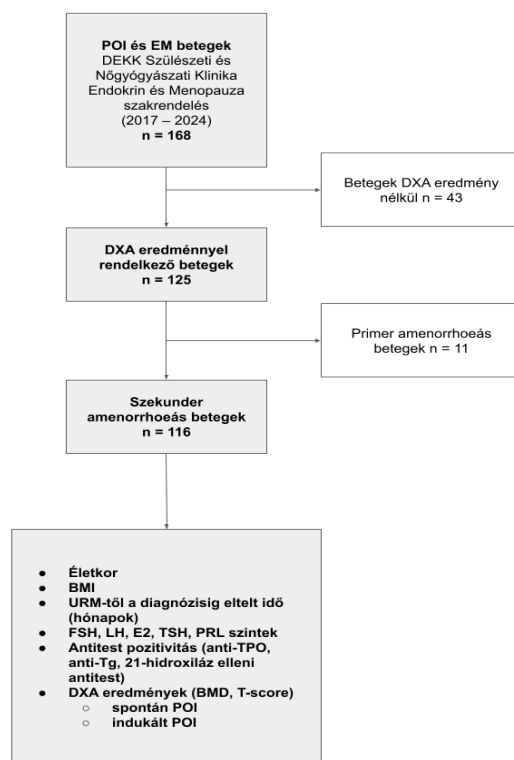 POI és EM betegek
DEKK Szülészeti és
Nőgyógyászati Klinika
Endokrin és Menopauza
szakrendelés
(2017 – 2024)
n = 168
Betegek DXA eredmény
nélkül n = 43
DXA eredménnyel
rendelkező betegek
n = 125
Primer amenorrhoeás
betegek n = 11
Szekunder
amenorrhoeás betegek
n = 116
● Életkor
● BMI
● URM-től a diagnózisig eltelt idő
(hónapok)
● FSH, LH, E2, TSH, PRL szintek
● Antitest pozitivitás (anti-TPO,
anti-Tg, 21-hidroxiláz elleni
antitest)
● DXA eredmények (BMD, T-score)
○ spontán POI
○ indukált POI